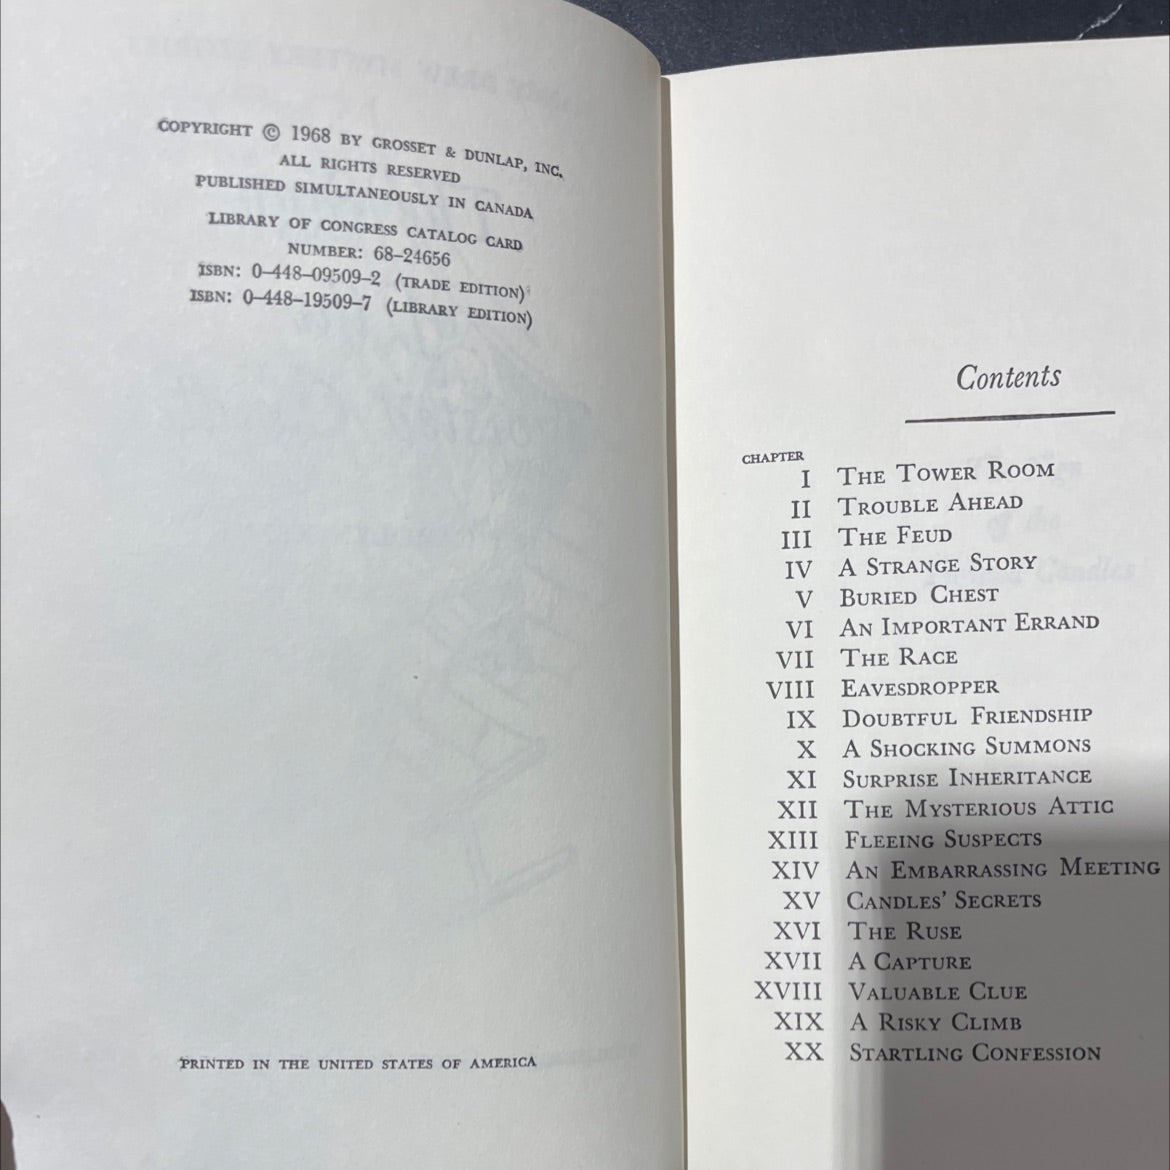 COPYRIGHT © 1968 BY GROSSET & DUNLAP, INC.
ALL RIGHTS RESERVED
PUBLISHED SIMULTANEOUSLY IN CANADA
LIBRARY OF CONGRESS CATALOG CARD
NUMBER: 68–24656
ISBN: 0–448–09509–2 (TRADE EDITION)
ISBN: 0–448–19509–7 (LIBRARY EDITION)
PRINTED IN THE UNITED STATES OF AMERICA
Contents
CHAPTER
I THE TOWER ROOM
II TROUBLE AHEAD
III THE FEUD
IV A STRANGE STORY
V BURIED CHEST
VI AN IMPORTANT ERRAND
VII THE RACE
VIII EAVESDROPPER
IX DOUBTFUL FRIENDSHIP
X A SHOCKING SUMMONS
XI SURPRISE INHERITANCE
XII THE MYSTERIOUS ATTIC
XIII FLEEING SUSPECTS
XIV AN EMBARRASSING MEETING
XV CANDLES' SECRETS
XVI THE RUSE
XVII A CAPTURE
XVIII VALUABLE CLUE
XIX A RISKY CLIMB
XX STARTLING CONFESSION